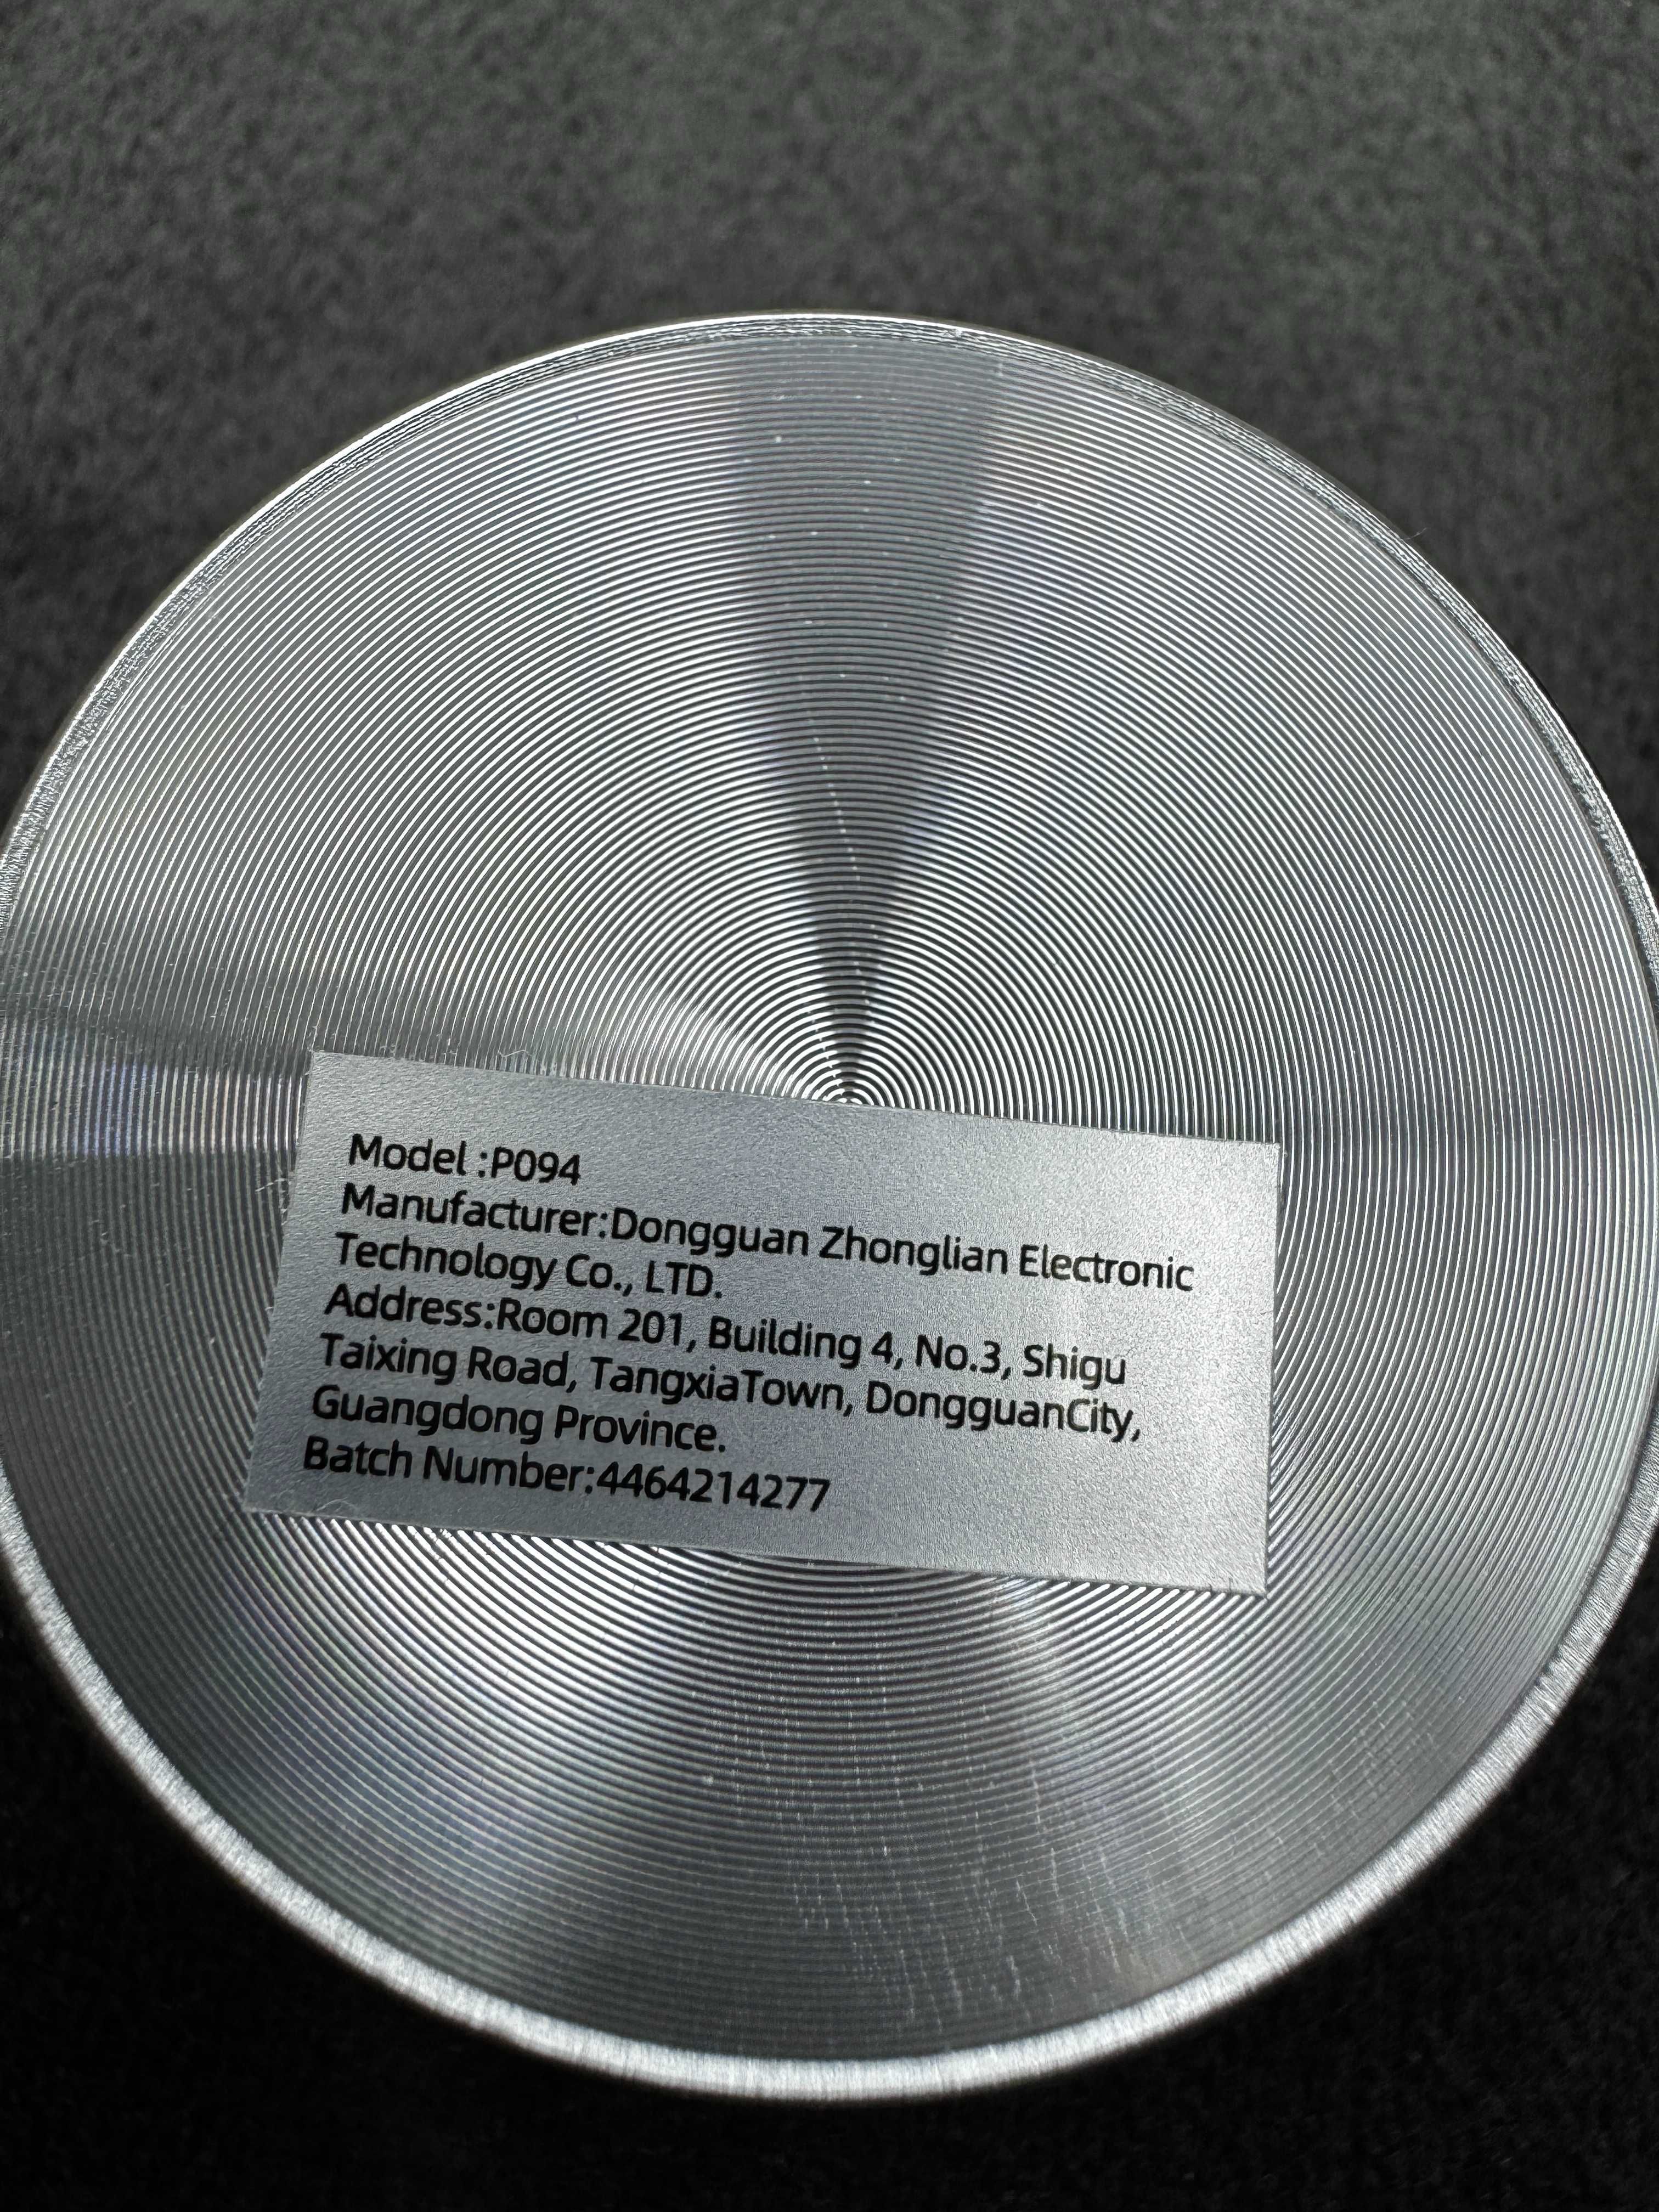 Model :P094
Manufacturer:Dongguan Zhonglian Electronic
Technology Co., LTD.
Address:Room 201, Building 4, No.3, Shigu
Taixing Road, TangxiaTown, DongguanCity,
Guangdong Province.
Batch Number:4464214277